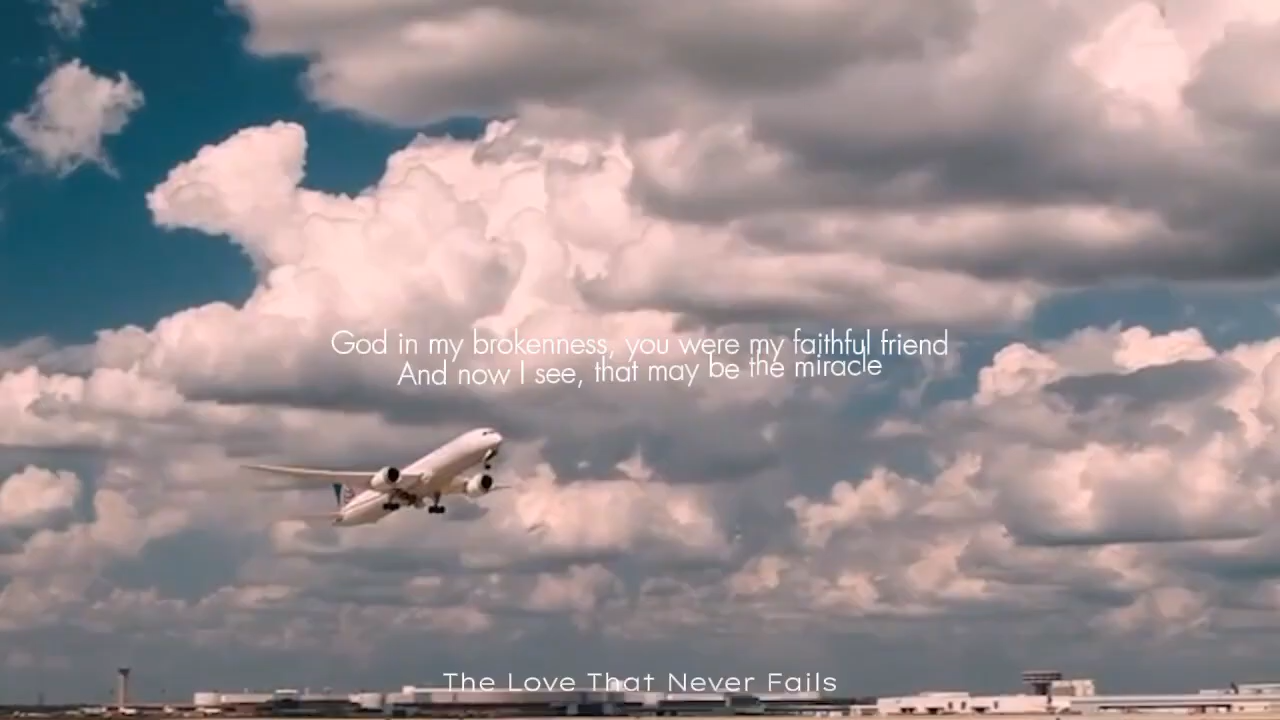 God in my brokenness, you were my faithful friend
And now I see, that may be the miracle
The Love That Never Fails